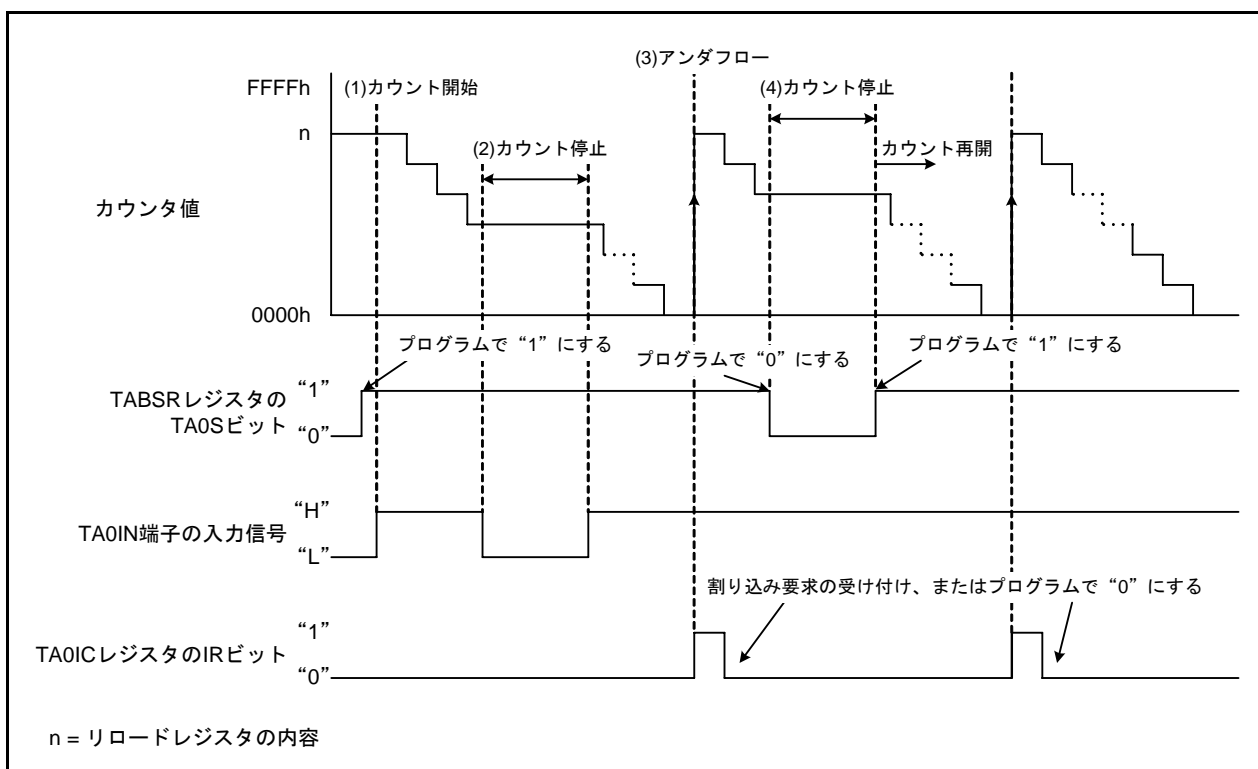 (3)アンダフロー
FFFFh
(1)カウント開始
(4)カウント停止
n
(2)カウント停止
カウント再開
カウンタ値
0000h
プログラムで“1”にする
プログラムで“0”にする
プログラムで“1”にする
TABSRレジスタの
TA0Sビット
“1”
“0”
TA0IN端子の入力信号
“H”
“L”
割り込み要求の受け付け、またはプログラムで“0”にする
TA0ICレジスタのIRビット
“1”
“0”
n = リロードレジスタの内容